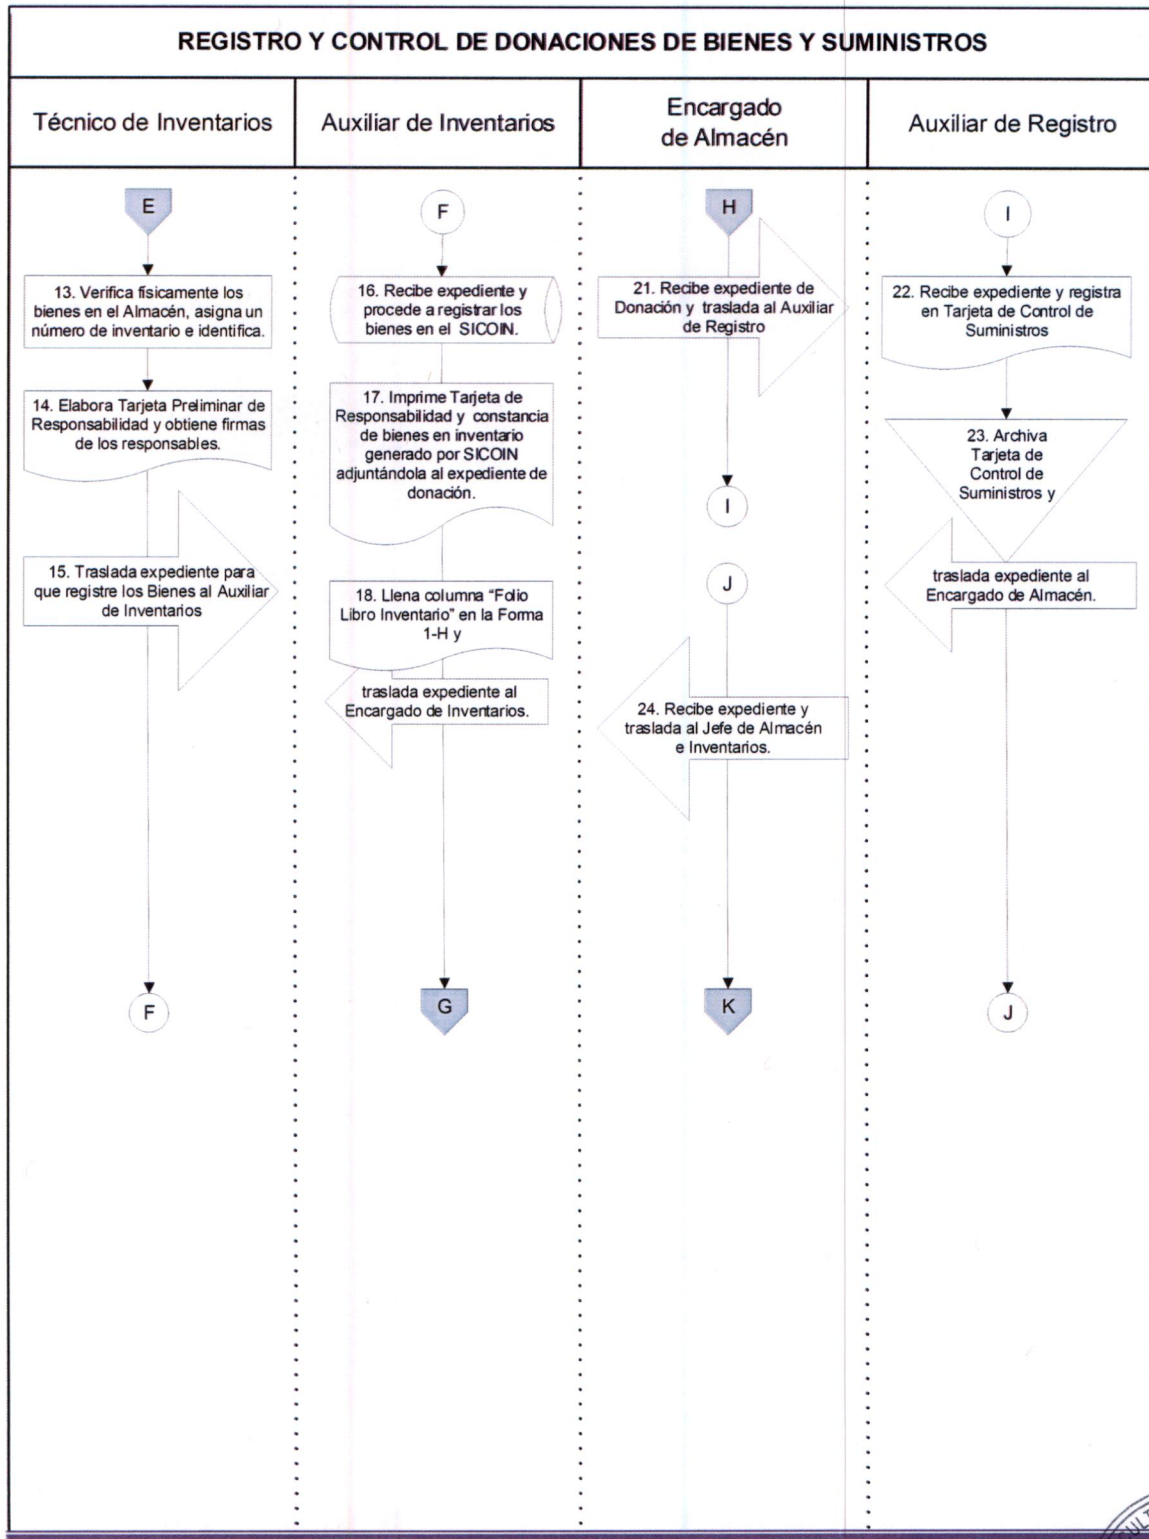 REGISTRO Y CONTROL DE DONACIONES DE BIENES Y SUMINISTROS
Técnico de Inventarios
Auxiliar de Inventarios
Encargado
de Almacén
Auxiliar de Registro
E
13. Verifica físicamente los
bienes en el Almacén, asigna un
número de inventario e identifica.
14. Elabora Tarjeta Preliminar de
Responsabilidad y obtiene firmas
de los responsables.
15. Traslada expediente para
que registre los Bienes al Auxiliar
de Inventarios
F
F
16. Recibe expediente y
procede a registrar los
bienes en el SICOIN.
17. Imprime Tarjeta de
Responsabilidad y constancia
de bienes en inventario
generado por SICOIN
adjuntándola al expediente de
donación.
18. Llena columna "Folio
Libro Inventario" en la Forma
1-H y
traslada expediente al
Encargado de Inventarios.
G
H
21. Recibe expediente de
Donación y traslada al Auxiliar
de Registro
I
J
24. Recibe expediente y
traslada al Jefe de Almacén
e Inventarios.
K
I
22. Recibe expediente y registra
en Tarjeta de Control de
Suministros
23. Archiva
Tarjeta de
Control de
Suministros y
traslada expediente al
Encargado de Almacén.
J